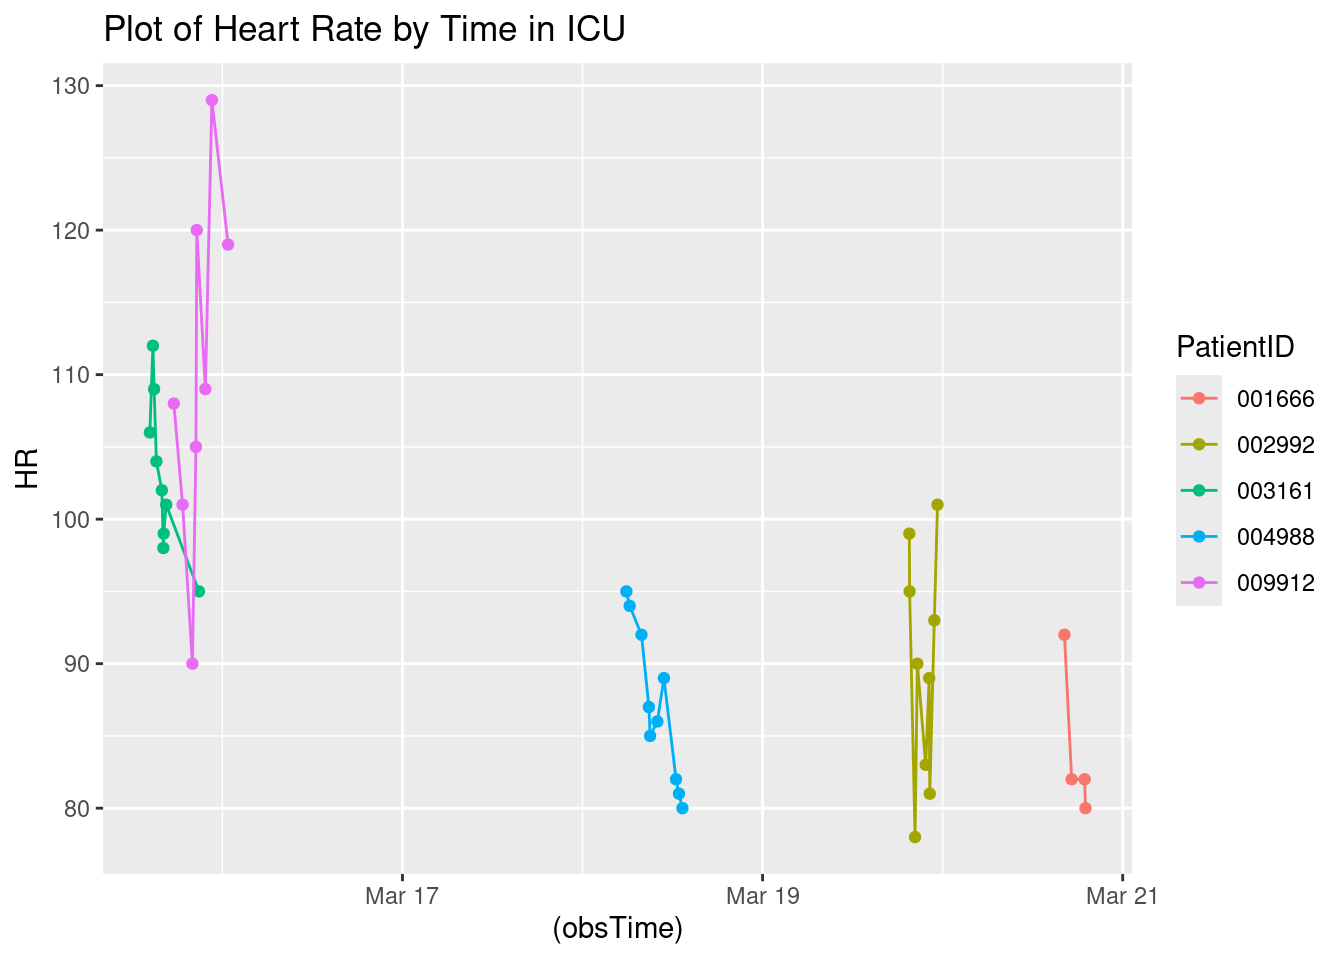 Plot of Heart Rate by Time in ICU
130
120
110
100
90
80
HR
Mar 17
Mar 19
Mar 21
(obsTime)
PatientID
001666
002992
003161
004988
009912